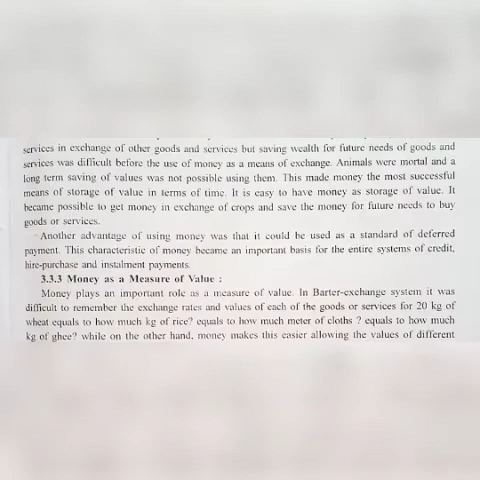 services in exchange of other goods and services but saving wealth for future needs of goods and
services was difficult before the use of money as a means of exchange. Animals were mortal and a
long term saving of values was not possible using them. This made money the most successful
means of storage of value in terms of time. It is easy to have money as storage of value. It
became possible to get money in exchange of crops and save the money for future needs to buy
goods or services.
Another advantage of using money was that it could be used as a standard of deferred
payment. This characteristic of money became an important basis for the entire systems of credit,
hire-purchase and instalment payments.
3.3.3 Money as a Measure of Value :
Money plays an important role as a measure of value. In Barter-exchange system it was
difficult to remember the exchange rates and values of each of the goods or services for 20 kg of
wheat equals to how much kg of rice? equals to how much meter of cloths ? equals to how much
kg of ghee? while on the other hand, money makes this easier allowing the values of different